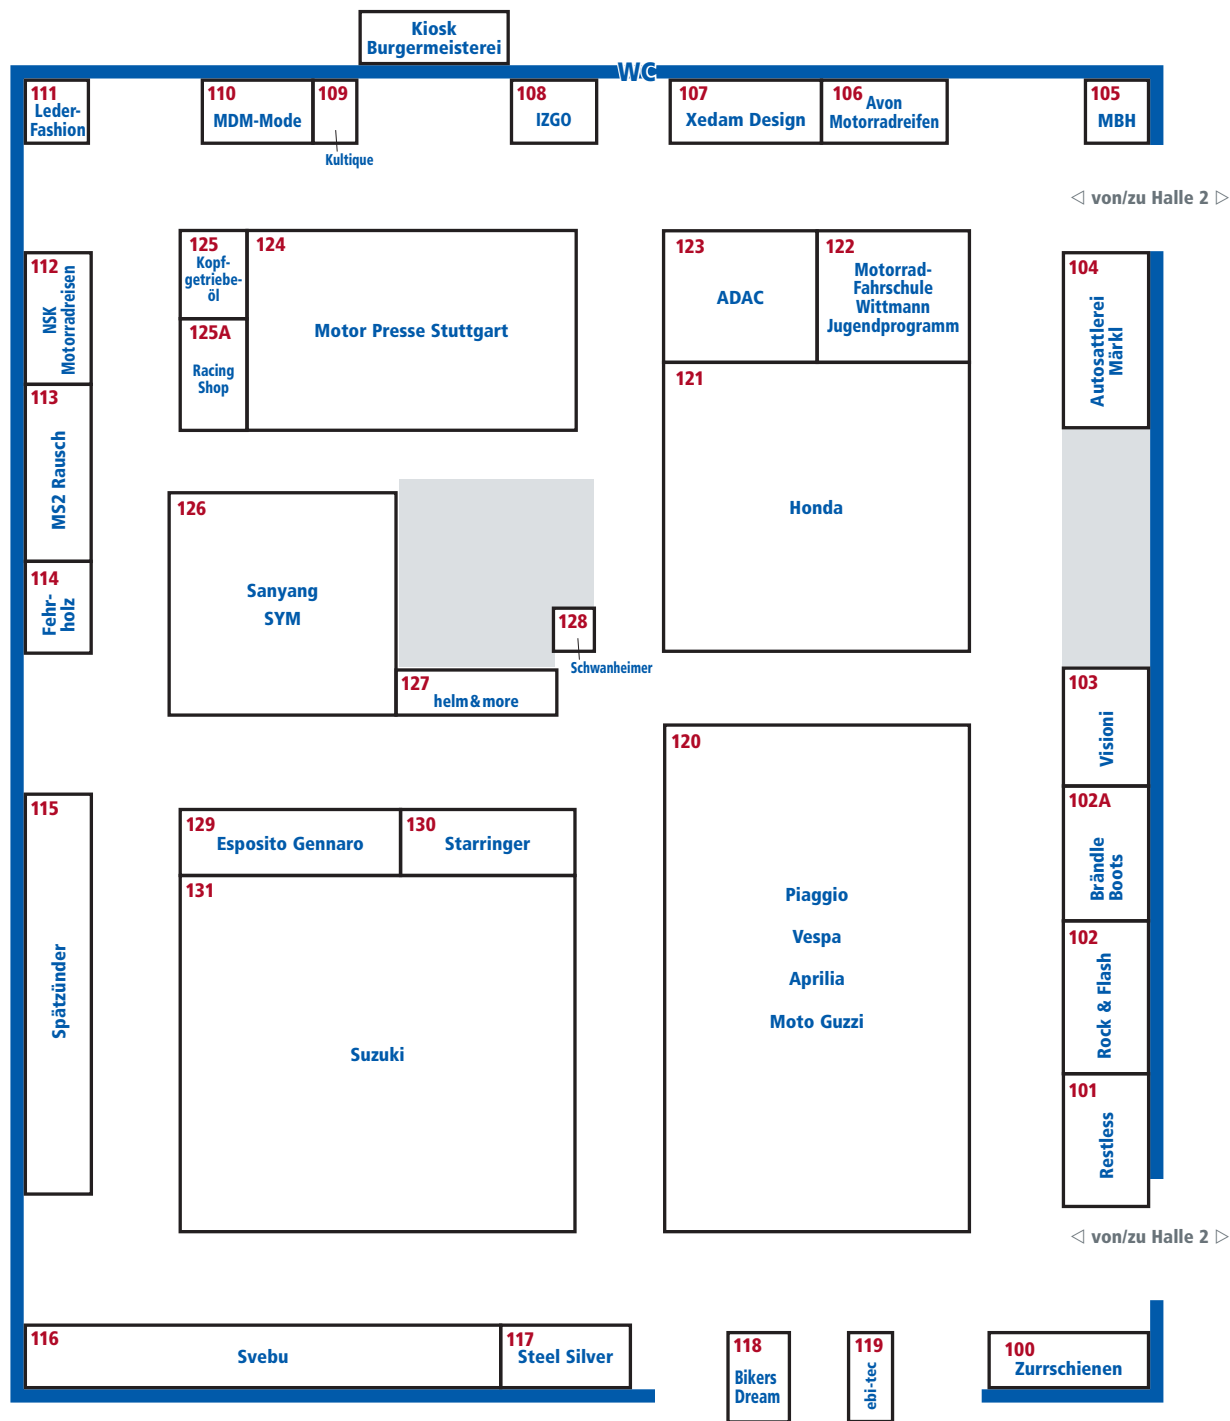 Kiosk
Burgermeisterei
WC
111
Leder-
Fashion
110
MDM-Mode
109
Kultique
108
IZGO
107
Xedam Design
106
Avon
Motorradreifen
105
MBH
◁ von/zu Halle 2 ▷
112
NSK
Motorradreisen
113
MS2 Rausch
114
Fehr-
holz
125
Kopf-
getriebe-
öl
125A
Racing
Shop
124
Motor Presse Stuttgart
123
ADAC
122
Motorrad-
Fahrschule
Wittmann
Jugendprogramm
121
Honda
104
Autosattlerei
Märkl
126
Sanyang
SYM
128
Schwanheimer
127
helm&more
103
Visioni
102A
Brändle
Boots
102
Rock & Flash
101
Restless
120
Piaggio
Vespa
Aprilia
Moto Guzzi
115
Spätzünder
129
Esposito Gennaro
130
Starringer
131
Suzuki
◁ von/zu Halle 2 ▷
116
Svebu
117
Steel Silver
118
Bikers
Dream
119
ebi-tec
100
Zurrschienen